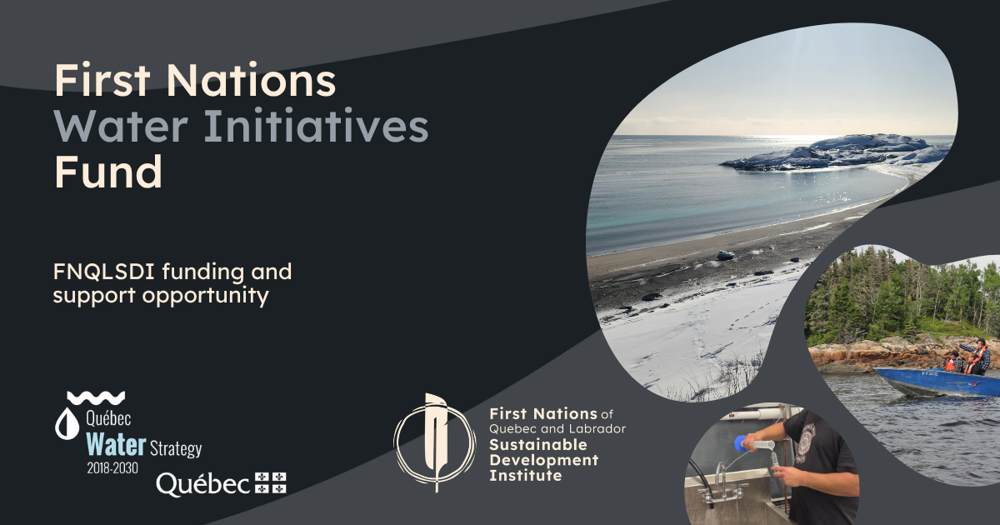 First Nations
Water Initiatives
Fund
FNQLSDI funding and
support opportunity
Québec
Water Strategy
2018-2030
Québec
First Nations of
Quebec and Labrador
Sustainable
Development
Institute